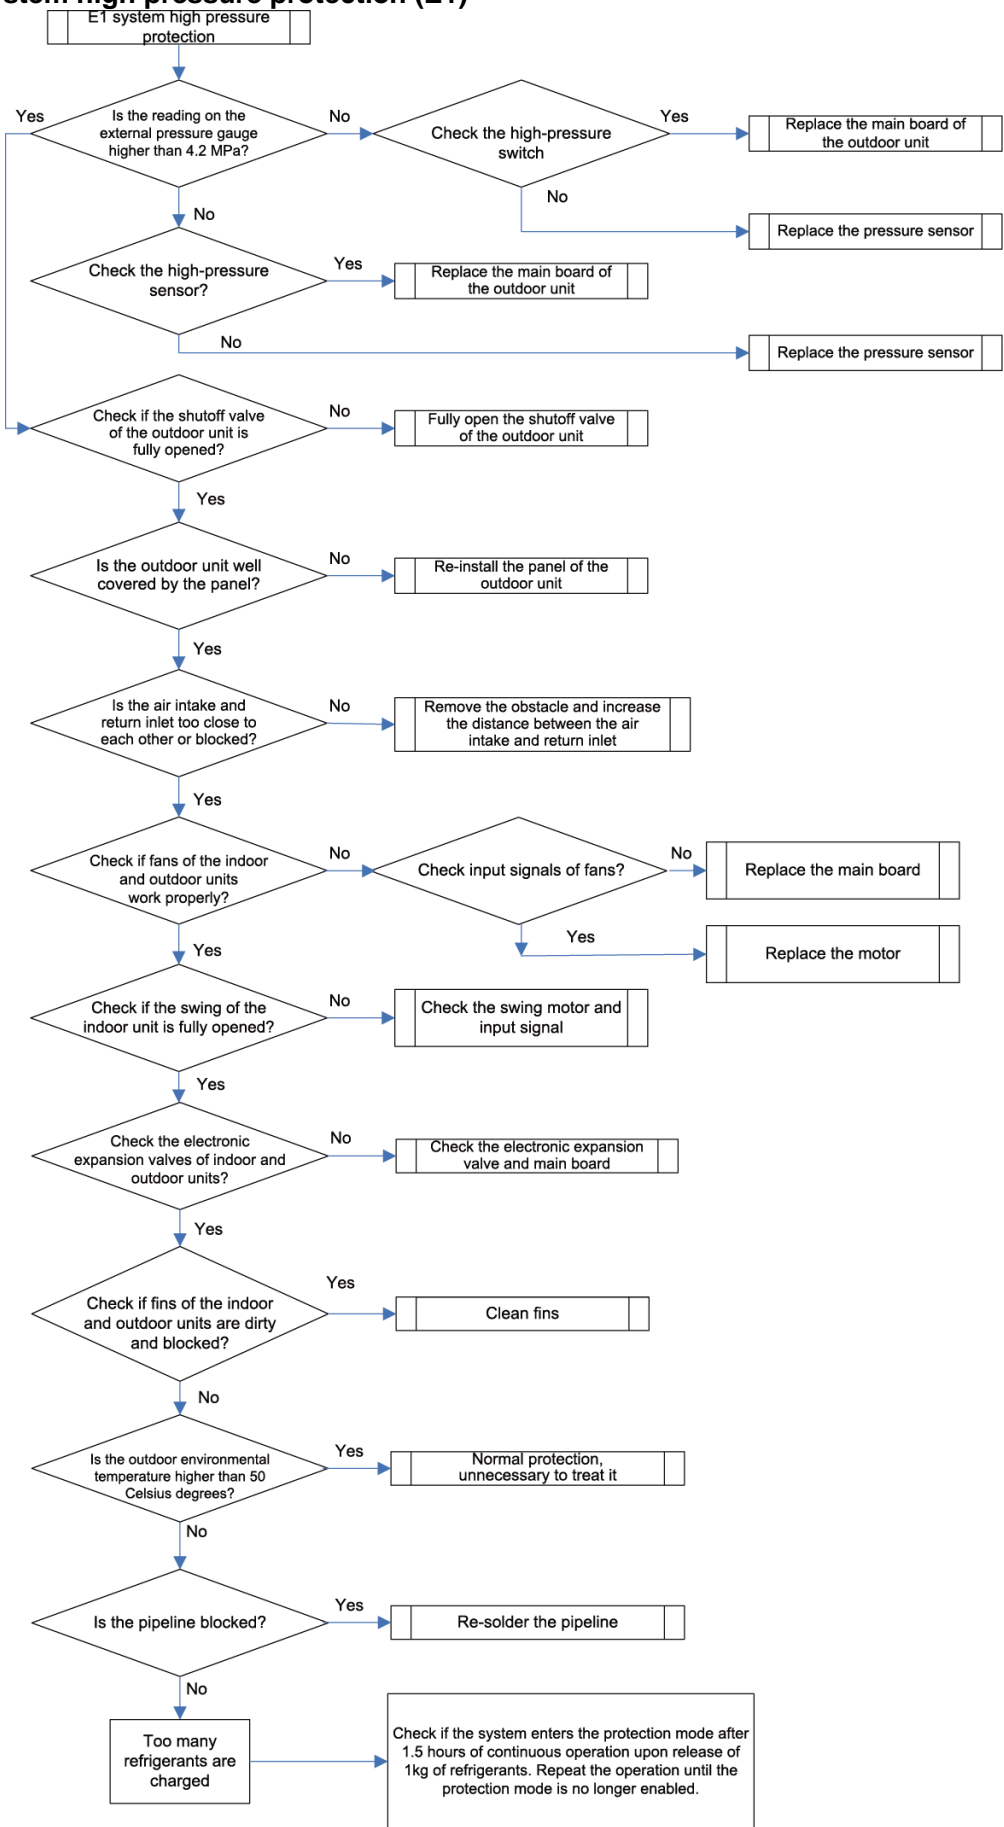 stem high pressure protection (E1)
E1 system high pressure
protection
Yes
Is the reading on the
external pressure gauge
higher than 4.2 MPa?
No
Check the high-pressure
switch
Yes
Replace the main board of
the outdoor unit
No
Replace the pressure sensor
No
Check the high-pressure
sensor?
Yes
Replace the main board of
the outdoor unit
No
Replace the pressure sensor
Check if the shutoff valve
of the outdoor unit is
fully opened?
No
Fully open the shutoff valve
of the outdoor unit
Yes
Is the outdoor unit well
covered by the panel?
No
Re-install the panel of the
outdoor unit
Yes
Is the air intake and
return inlet too close to
each other or blocked?
No
Remove the obstacle and increase
the distance between the air
intake and return inlet
Yes
Check if fans of the indoor
and outdoor units
work properly?
No
Check input signals of fans?
No
Replace the main board
Yes
Replace the motor
Yes
Check if the swing of the
indoor unit is fully opened?
No
Check the swing motor and
input signal
Yes
Check the electronic
expansion valves of indoor and
outdoor units?
No
Check the electronic expansion
valve and main board
Yes
Check if fins of the indoor
and outdoor units are dirty
and blocked?
Yes
Clean fins
No
Is the outdoor environmental
temperature higher than 50
Celsius degrees?
Yes
Normal protection,
unnecessary to treat it
No
Is the pipeline blocked?
Yes
Re-solder the pipeline
No
Too many
refrigerants are
charged
Check if the system enters the protection mode after
1.5 hours of continuous operation upon release of
1kg of refrigerants. Repeat the operation until the
protection mode is no longer enabled.